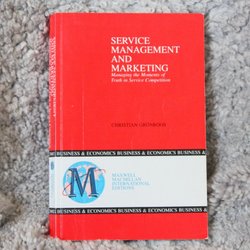 SERVICE
MANAGEMENT
AND
MARKETING
Managing the Moments of
Truth in Service Competition
CHRISTIAN GRÖNROOS
BUSINESS & ECONOMICS BUSINESS & ECONOMICS BUSINESS
M
MAXWELL
MACMILLAN
INTERNATIONAL
EDITIONS